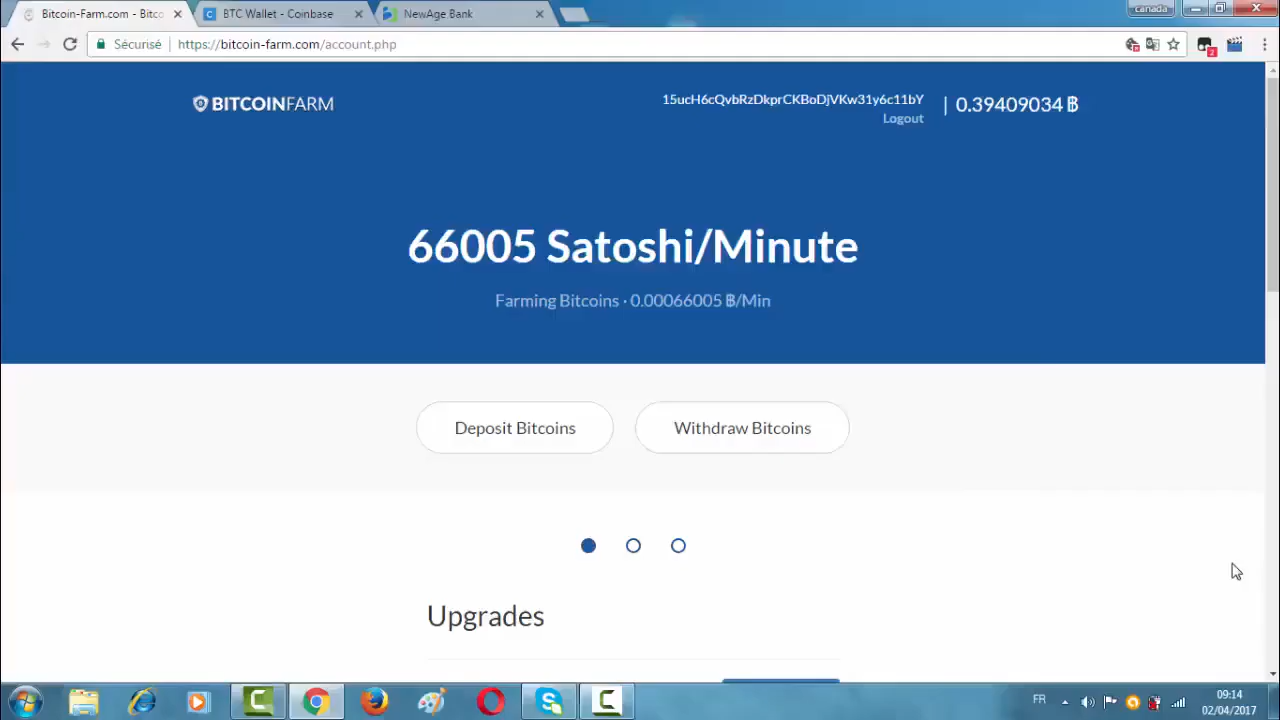 Bitcoin-Farm.com - Bitco
BTC Wallet - Coinbase
NewAge Bank
canada
Sécurisé
https://bitcoin-farm.com/account.php
2
BITCOINFARM
15ucH6cQvbRzDkprCKBoDjVKw31y6c11bY
Logout
| 0.39409034 ฿
66005 Satoshi/Minute
Farming Bitcoins · 0.00066005 ฿/Min
Deposit Bitcoins
Withdraw Bitcoins
Upgrades
FR
09:14
02/04/2017